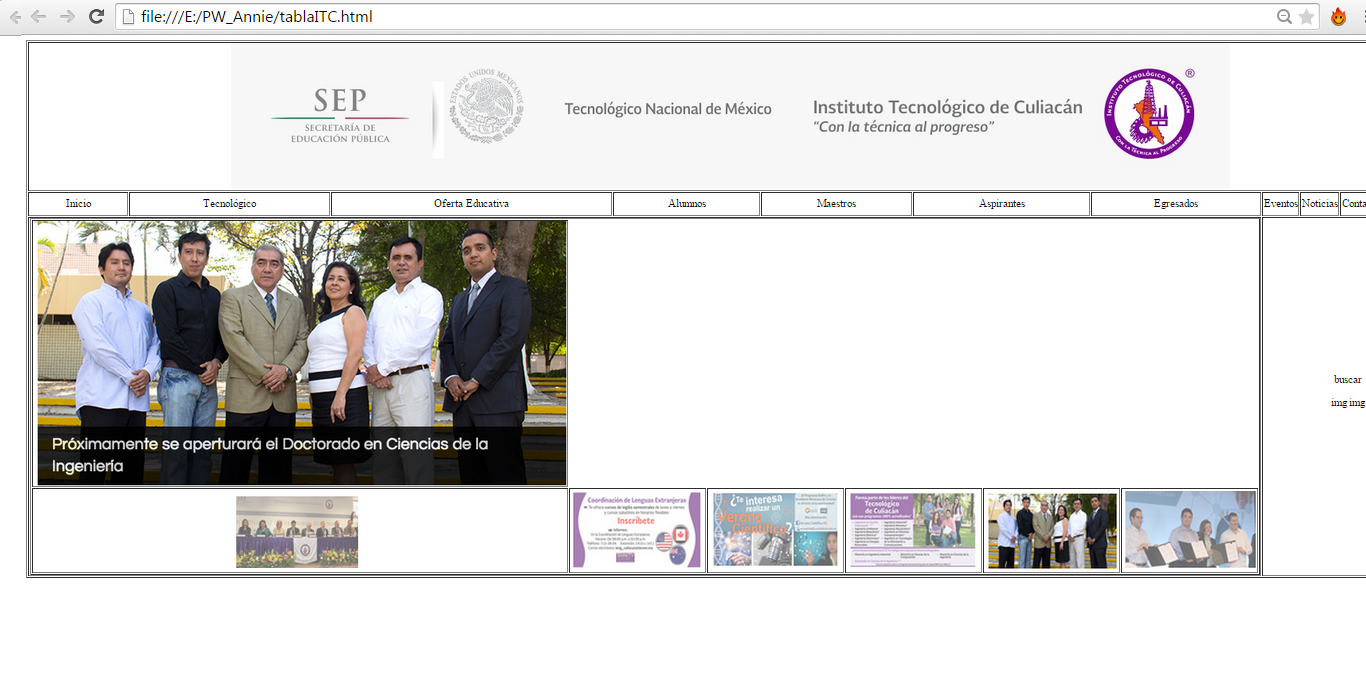 file:///E:/PW_Annie/tablaITC.html
SEP
SECRETARÍA DE
EDUCACIÓN PÚBLICA
ESTADOS UNIDOS MEXICANOS
Tecnológico Nacional de México
Instituto Tecnológico de Culiacán
"Con la técnica al progreso"
INSTITUTO TECNOLÓGICO DE CULIACÁN
®
CON LA TÉCNICA AL PROGRESO
Inicio Tecnológico Oferta Educativa Alumnos Maestros Aspirantes Egresados Eventos Noticias Conta
Próximamente se aperturará el Doctorado en Ciencias de la
Ingeniería
buscar
img img
Coordinación de Lenguas Extranjeras
Inscríbete
¿Te interesa
realizar un
Verano
Científico
Forma parte de los líderes del
Tecnológico
de Culiacán